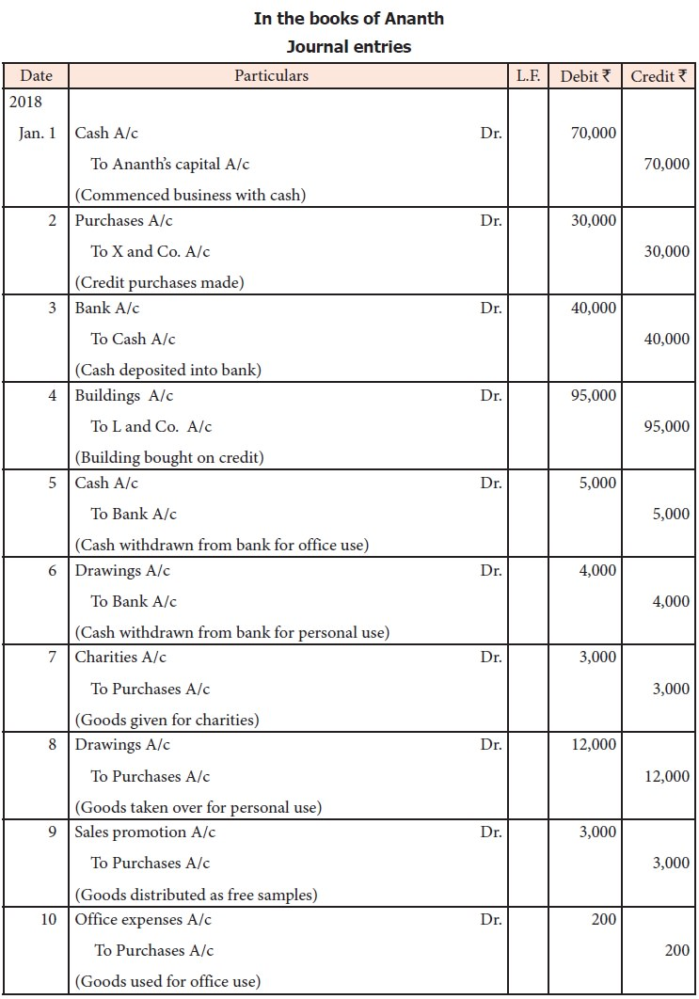 In the books of Ananth
Journal entries
Date Particulars L.F. Debit ₹ Credit ₹
2018
Jan. 1 Cash A/c Dr. 70,000
To Ananth's capital A/c 70,000
(Commenced business with cash)
2 Purchases A/c Dr. 30,000
To X and Co. A/c 30,000
(Credit purchases made)
3 Bank A/c Dr. 40,000
To Cash A/c 40,000
(Cash deposited into bank)
4 Buildings A/c Dr. 95,000
To L and Co. A/c 95,000
(Building bought on credit)
5 Cash A/c Dr. 5,000
To Bank A/c 5,000
(Cash withdrawn from bank for office use)
6 Drawings A/c Dr. 4,000
To Bank A/c 4,000
(Cash withdrawn from bank for personal use)
7 Charities A/c Dr. 3,000
To Purchases A/c 3,000
(Goods given for charities)
8 Drawings A/c Dr. 12,000
To Purchases A/c 12,000
(Goods taken over for personal use)
9 Sales promotion A/c Dr. 3,000
To Purchases A/c 3,000
(Goods distributed as free samples)
10 Office expenses A/c Dr. 200
To Purchases A/c 200
(Goods used for office use)